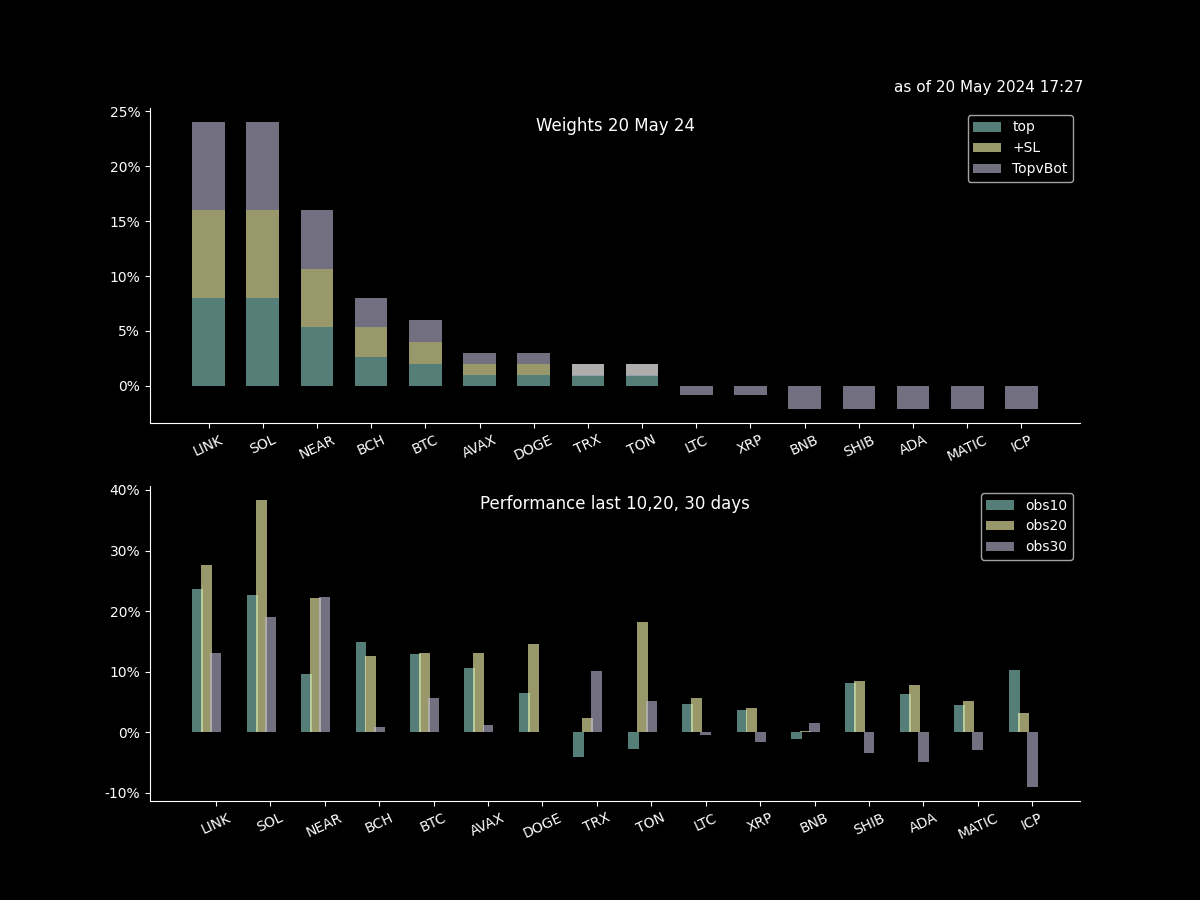 as of 20 May 2024 17:27
Weights 20 May 24
top
+SL
TopvBot
25%
20%
15%
10%
5%
0%
LINK SOL NEAR BCH BTC AVAX DOGE TRX TON LTC XRP BNB SHIB ADA MATIC ICP
Performance last 10,20, 30 days
obs10
obs20
obs30
40%
30%
20%
10%
0%
-10%
LINK SOL NEAR BCH BTC AVAX DOGE TRX TON LTC XRP BNB SHIB ADA MATIC ICP